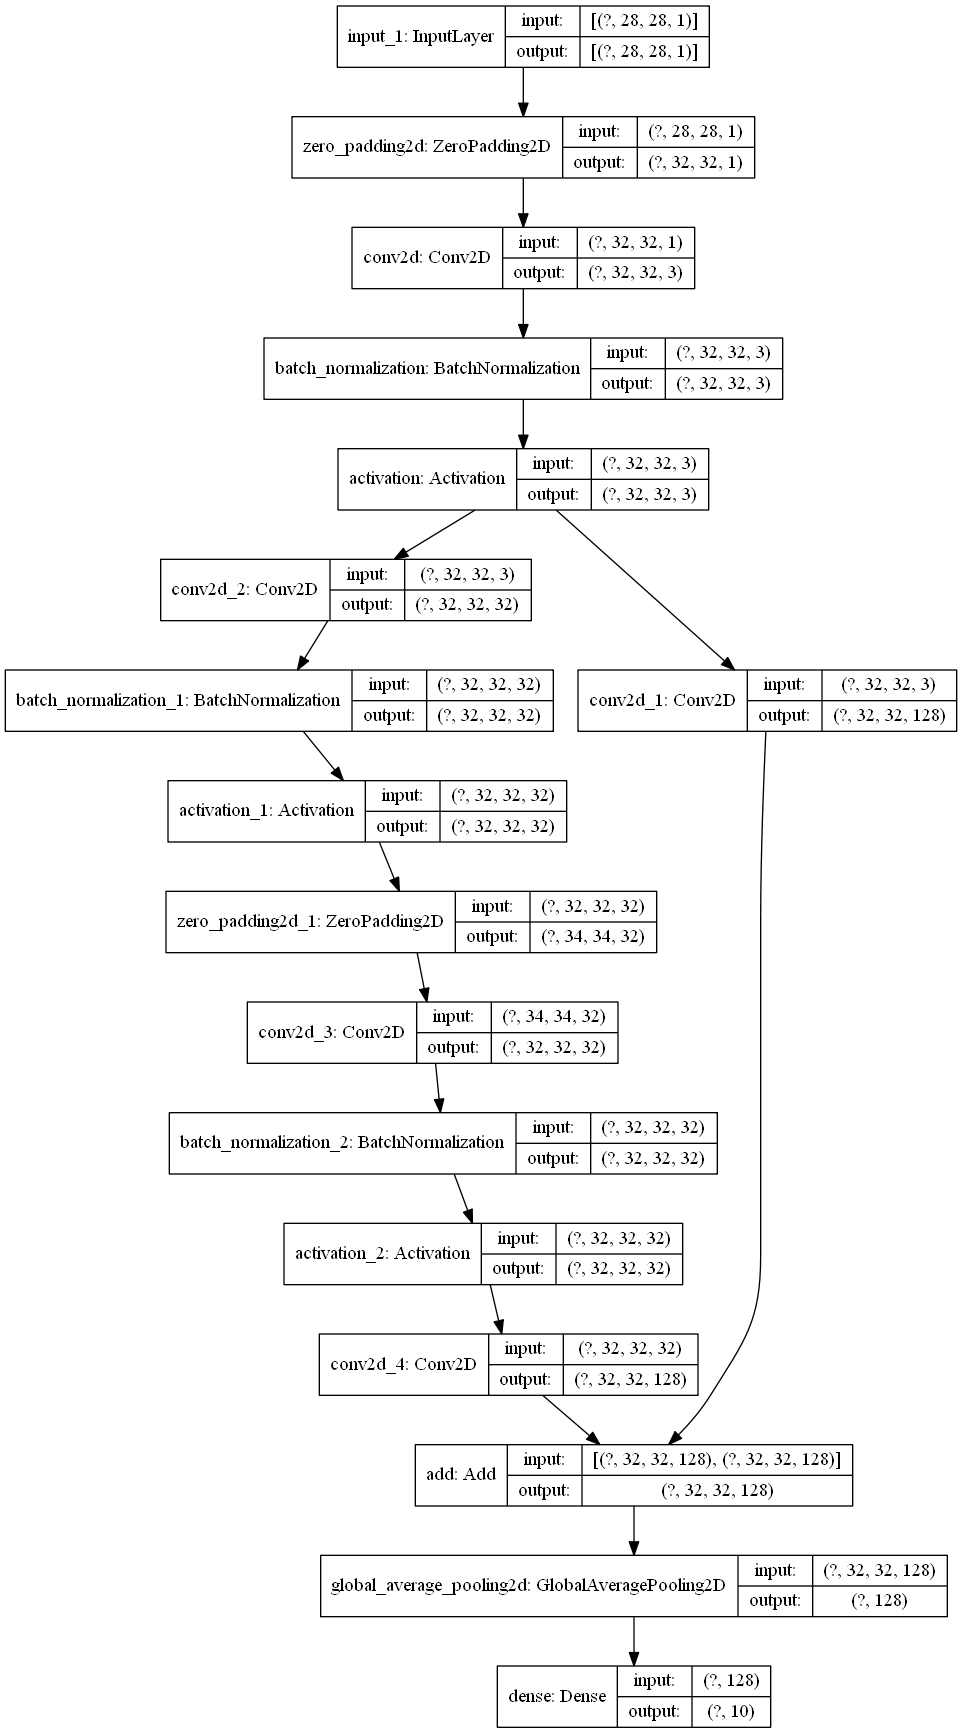 input_1: InputLayer
input:
[(?, 28, 28, 1)]
output:
[(?, 28, 28, 1)]
zero_padding2d: ZeroPadding2D
input:
(?, 28, 28, 1)
output:
(?, 32, 32, 1)
conv2d: Conv2D
input:
(?, 32, 32, 1)
output:
(?, 32, 32, 3)
batch_normalization: BatchNormalization
input:
(?, 32, 32, 3)
output:
(?, 32, 32, 3)
activation: Activation
input:
(?, 32, 32, 3)
output:
(?, 32, 32, 3)
conv2d_2: Conv2D
input:
(?, 32, 32, 3)
output:
(?, 32, 32, 32)
batch_normalization_1: BatchNormalization
input:
(?, 32, 32, 32)
output:
(?, 32, 32, 32)
conv2d_1: Conv2D
input:
(?, 32, 32, 3)
output:
(?, 32, 32, 128)
activation_1: Activation
input:
(?, 32, 32, 32)
output:
(?, 32, 32, 32)
zero_padding2d_1: ZeroPadding2D
input:
(?, 32, 32, 32)
output:
(?, 34, 34, 32)
conv2d_3: Conv2D
input:
(?, 34, 34, 32)
output:
(?, 32, 32, 32)
batch_normalization_2: BatchNormalization
input:
(?, 32, 32, 32)
output:
(?, 32, 32, 32)
activation_2: Activation
input:
(?, 32, 32, 32)
output:
(?, 32, 32, 32)
conv2d_4: Conv2D
input:
(?, 32, 32, 32)
output:
(?, 32, 32, 128)
add: Add
input:
[(?, 32, 32, 128), (?, 32, 32, 128)]
output:
(?, 32, 32, 128)
global_average_pooling2d: GlobalAveragePooling2D
input:
(?, 32, 32, 128)
output:
(?, 128)
dense: Dense
input:
(?, 128)
output:
(?, 10)